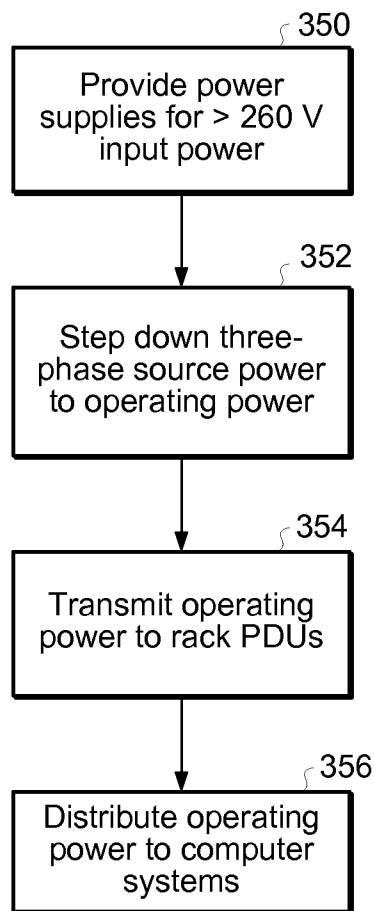 350
Provide power
supplies for > 260 V
input power
352
Step down three-
phase source power
to operating power
354
Transmit operating
power to rack PDUs
356
Distribute operating
power to computer
systems